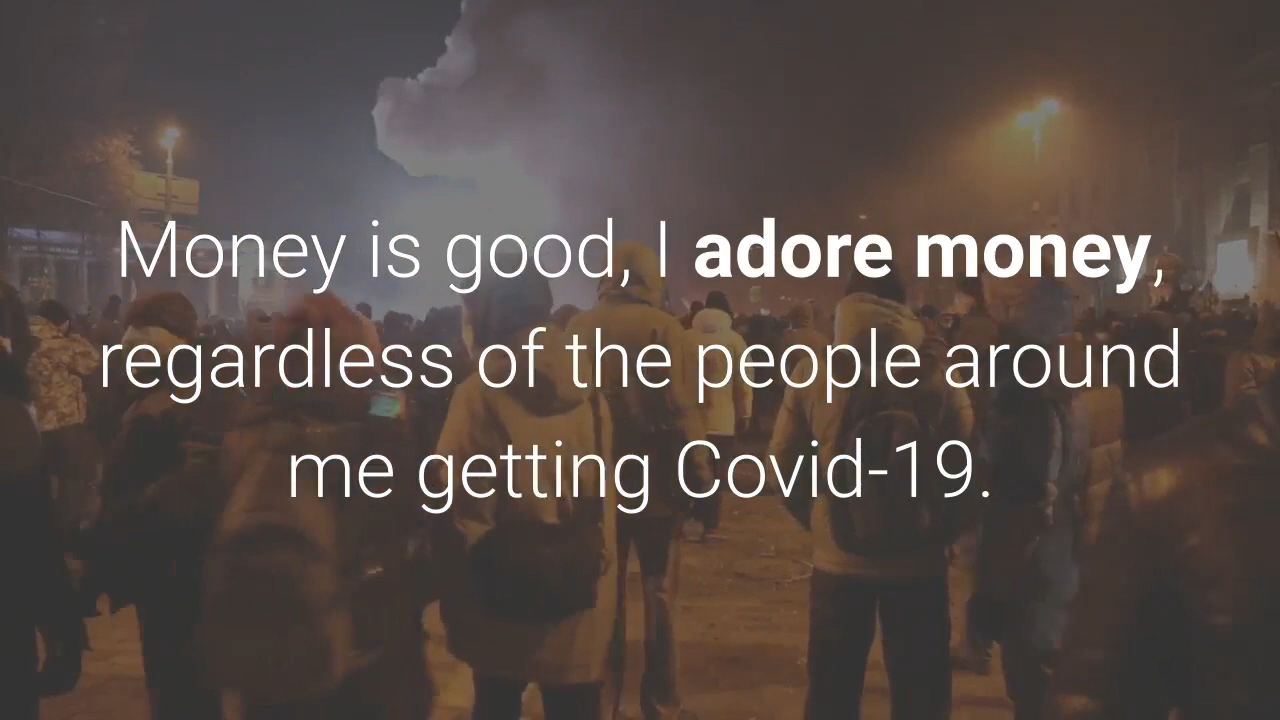 Money is good, I adore money,
regardless of the people around
me getting Covid-19.